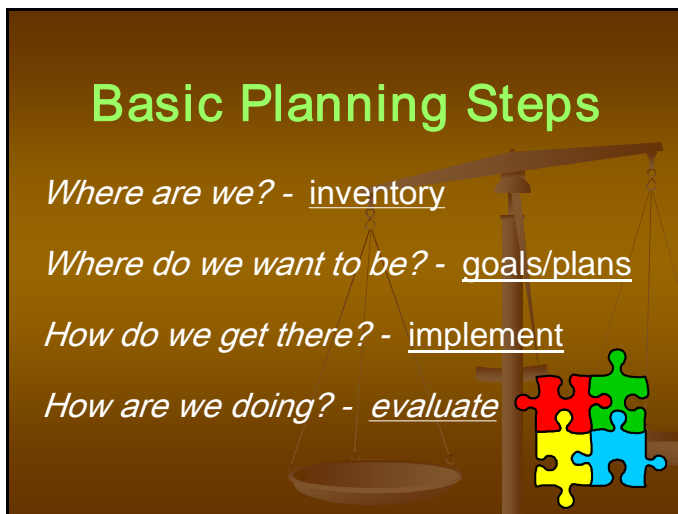 Basic Planning Steps
Where are we? - inventory
Where do we want to be? - goals/plans
How do we get there? - implement
How are we doing? - evaluate